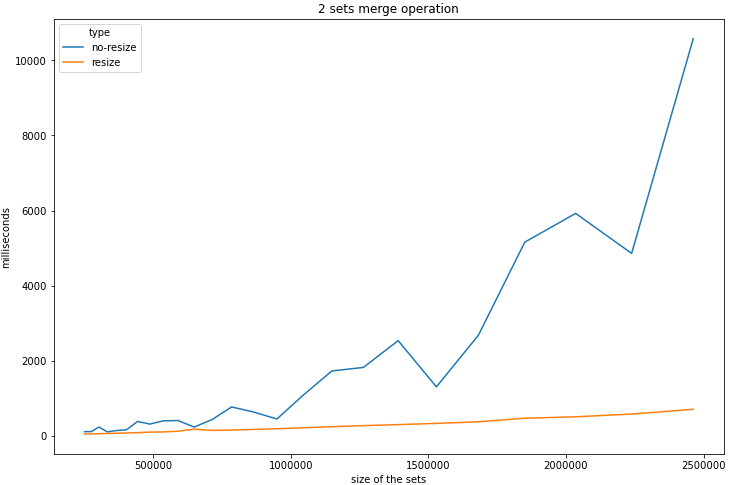 2 sets merge operation
type
no-resize
resize
milliseconds
10000
8000
6000
4000
2000
0
500000
1000000
1500000
2000000
2500000
size of the sets